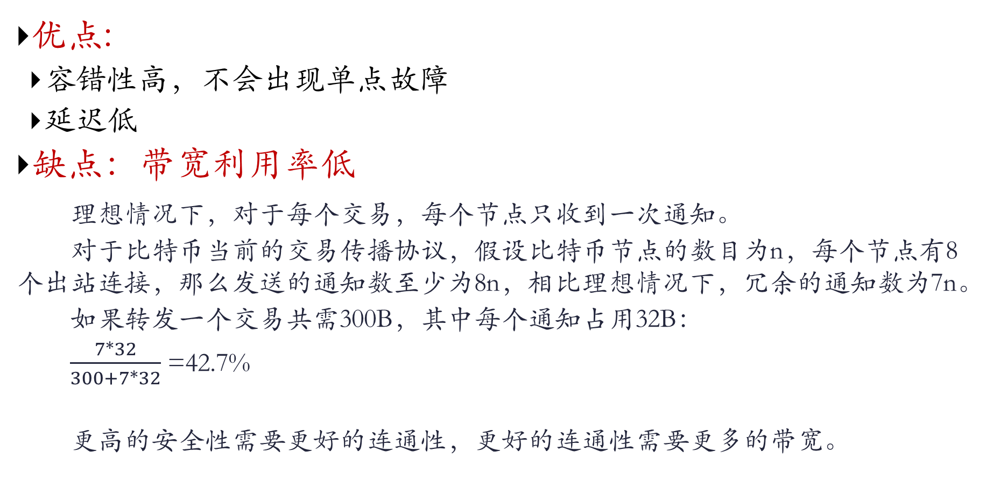 优点:
容错性高，不会出现单点故障
延迟低
缺点：带宽利用率低
理想情况下，对于每个交易，每个节点只收到一次通知。
对于比特币当前的交易传播协议，假设比特币节点的数目为n，每个节点有8
个出站连接，那么发送的通知数至少为8n，相比理想情况下，冗余的通知数为7n。
如果转发一个交易共需300B，其中每个通知占用32B：
7*32
300+7*32
=42.7%
更高的安全性需要更好的连通性，更好的连通性需要更多的带宽。